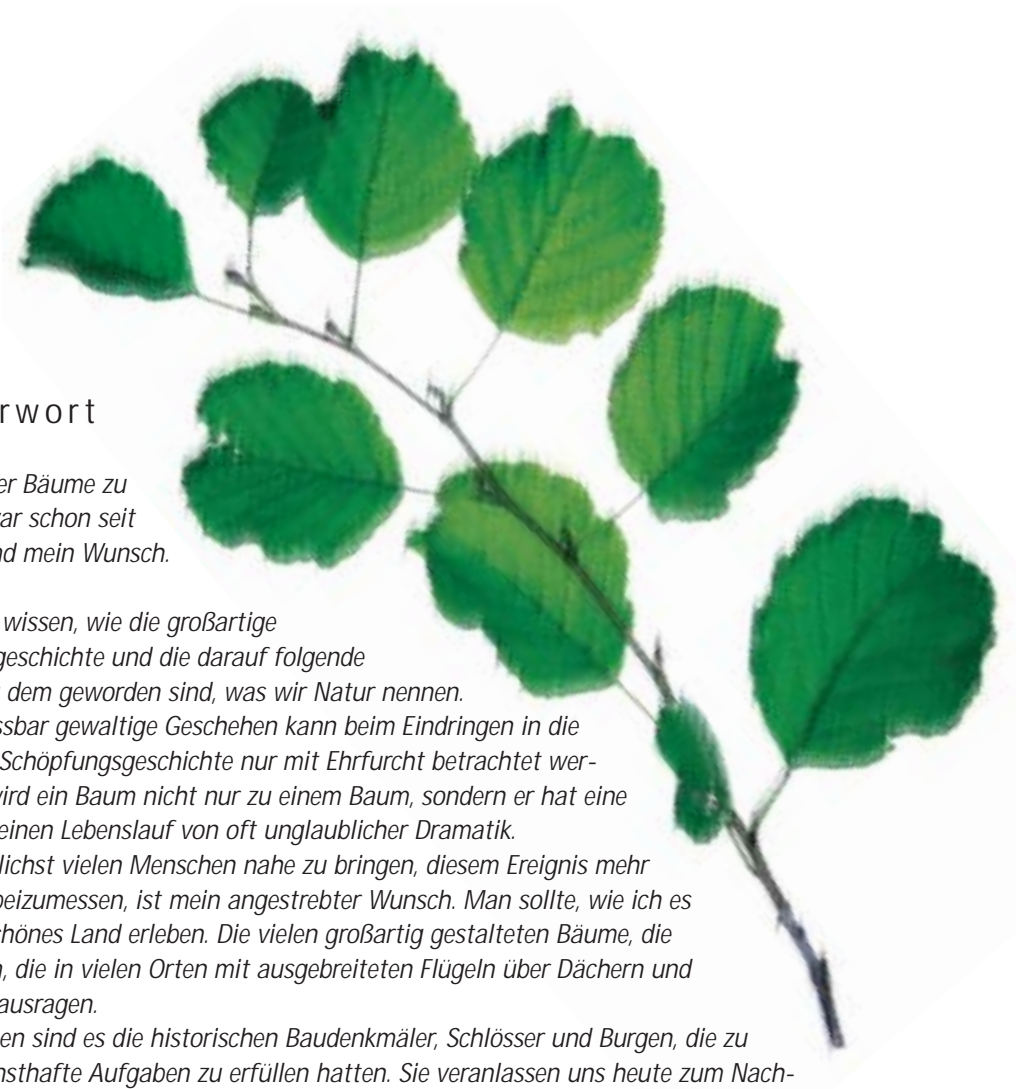 rwort
er Bäume zu
ar schon seit
nd mein Wunsch.
wissen, wie die großartige
geschichte und die darauf folgende
dem geworden sind, was wir Natur nennen.
ssbar gewaltige Geschehen kann beim Eindringen in die
Schöpfungsgeschichte nur mit Ehrfurcht betrachtet wer-
wird ein Baum nicht nur zu einem Baum, sondern er hat eine
einen Lebenslauf von oft unglaublicher Dramatik.
lichst vielen Menschen nahe zu bringen, diesem Ereignis mehr
beizumessen, ist mein angestrebter Wunsch. Man sollte, wie ich es
chönes Land erleben. Die vielen großartig gestalteten Bäume, die
n, die in vielen Orten mit ausgebreiteten Flügeln über Dächern und
ausragen.
en sind es die historischen Baudenkmäler, Schlösser und Burgen, die zu
nsthafte Aufgaben zu erfüllen hatten. Sie veranlassen uns heute zum Nach-